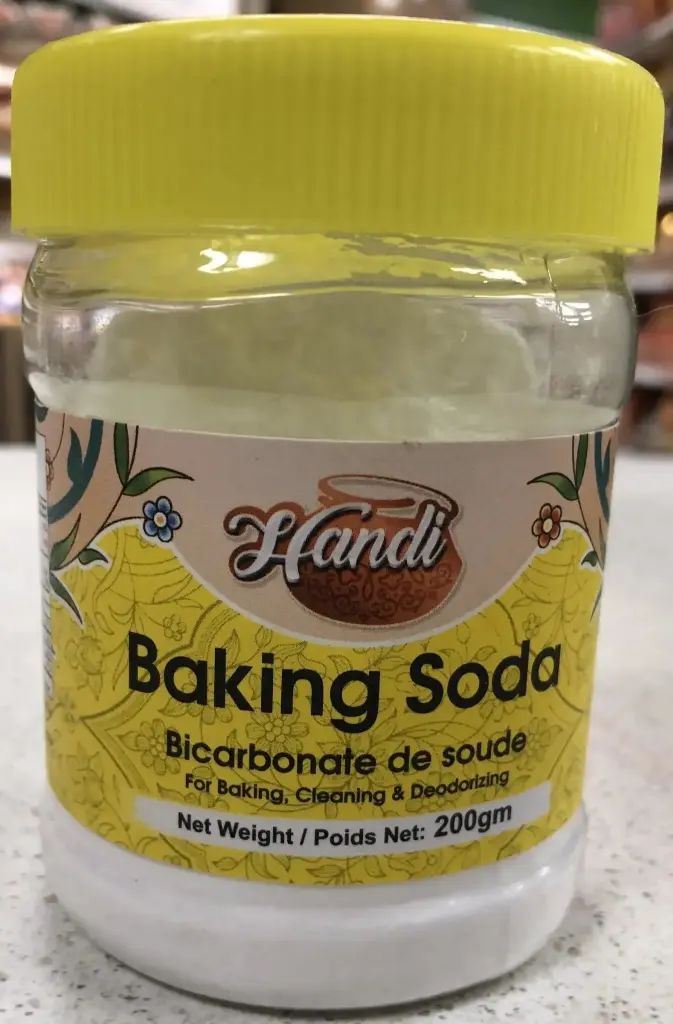 Handi
Baking Soda
Bicarbonate de soude
For Baking, Cleaning & Deodorizing
Net Weight / Poids Net: 200gm